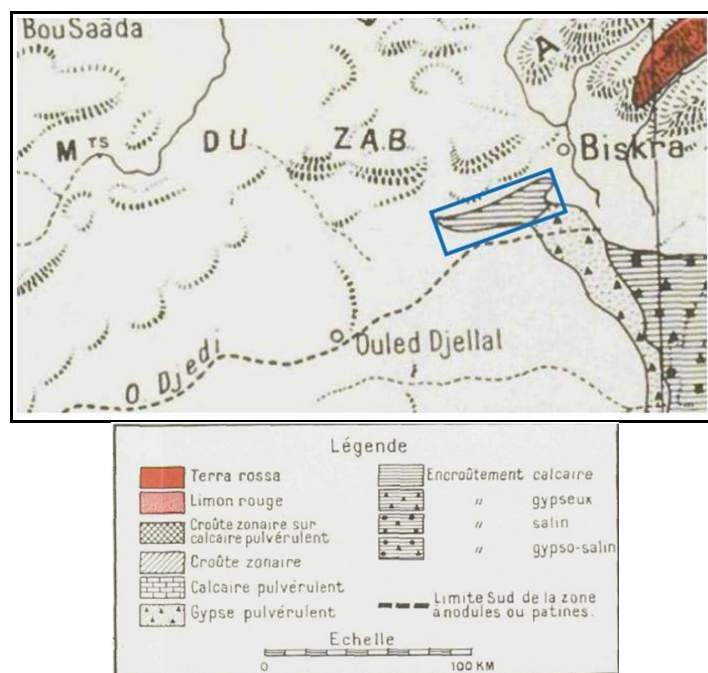 BouSaâda
A
Mᵀˢ DU ZAB
Biskra
Ouled Djellal
O. Djedi
Légende
Terra rossa
Limon rouge
Croûte zonaire sur
calcaire pulvérulent
Croûte zonaire
Calcaire pulvérulent
Gypse pulvérulent
Encroûtement calcaire
" gypseux
" salin
" gypso-salin
Limite Sud de la zone
à nodules ou patines.
Echelle
0 100 KM